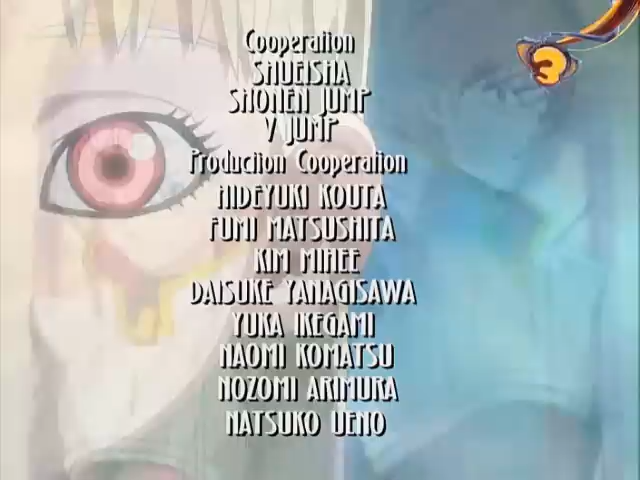 Cooperation
SHUEISHA
SHONEN JUMP
V JUMP
Production Cooperation
HIDEYUKI KOUTA
FUMI MATSUSHITA
KIM MIHEE
DAISUKE YANAGISAWA
YUKA IKEGAMI
NAOMI KOMATSU
NOZOMI ARIMURA
NATSUKO UENO
3